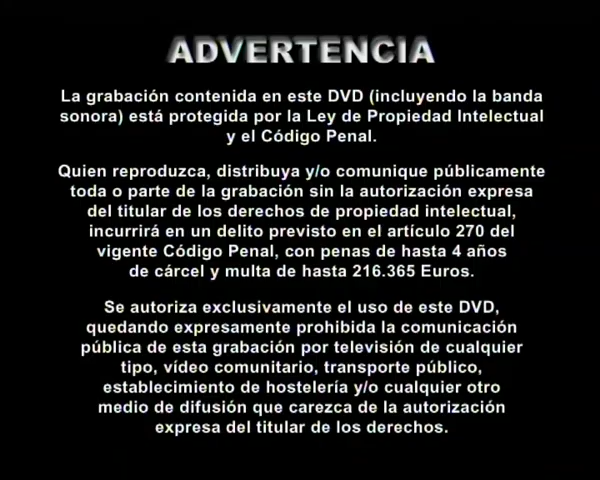 ADVERTENCIA
La grabación contenida en este DVD (incluyendo la banda
sonora) está protegida por la Ley de Propiedad Intelectual
y el Código Penal.
Quien reproduzca, distribuya y/o comunique públicamente
toda o parte de la grabación sin la autorización expresa
del titular de los derechos de propiedad intelectual,
incurrirá en un delito previsto en el artículo 270 del
vigente Código Penal, con penas de hasta 4 años
de cárcel y multa de hasta 216.365 Euros.
Se autoriza exclusivamente el uso de este DVD,
quedando expresamente prohibida la comunicación
pública de esta grabación por televisión de cualquier
tipo, vídeo comunitario, transporte público,
establecimiento de hostelería y/o cualquier otro
medio de difusión que carezca de la autorización
expresa del titular de los derechos.